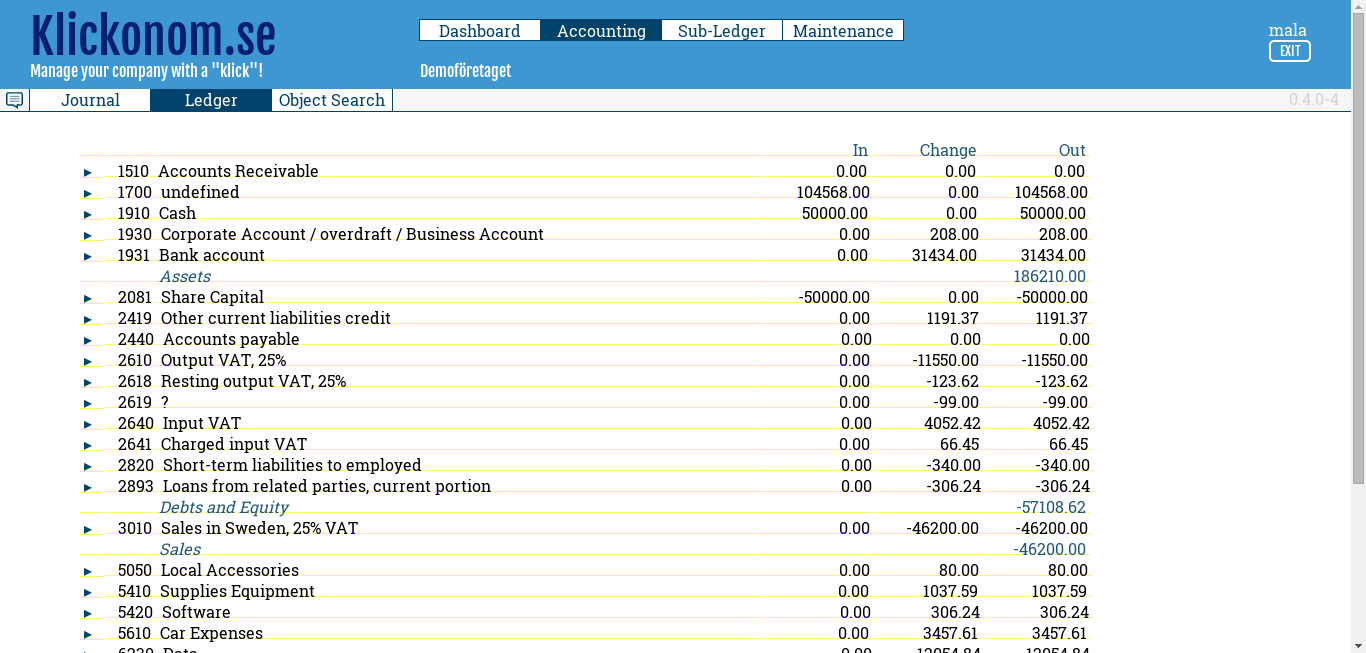 Klickonom.se
Manage your company with a "klick"!
Dashboard Accounting Sub-Ledger Maintenance
Demoföretaget
mala
EXIT
Journal Ledger Object Search 0.4.0-4
In Change Out
► 1510 Accounts Receivable 0.00 0.00 0.00
► 1700 undefined 104568.00 0.00 104568.00
► 1910 Cash 50000.00 0.00 50000.00
► 1930 Corporate Account / overdraft / Business Account 0.00 208.00 208.00
► 1931 Bank account 0.00 31434.00 31434.00
Assets 186210.00
► 2081 Share Capital -50000.00 0.00 -50000.00
► 2419 Other current liabilities credit 0.00 1191.37 1191.37
► 2440 Accounts payable 0.00 0.00 0.00
► 2610 Output VAT, 25% 0.00 -11550.00 -11550.00
► 2618 Resting output VAT, 25% 0.00 -123.62 -123.62
► 2619 ? 0.00 -99.00 -99.00
► 2640 Input VAT 0.00 4052.42 4052.42
► 2641 Charged input VAT 0.00 66.45 66.45
► 2820 Short-term liabilities to employed 0.00 -340.00 -340.00
► 2893 Loans from related parties, current portion 0.00 -306.24 -306.24
Debts and Equity -57108.62
► 3010 Sales in Sweden, 25% VAT 0.00 -46200.00 -46200.00
Sales -46200.00
► 5050 Local Accessories 0.00 80.00 80.00
► 5410 Supplies Equipment 0.00 1037.59 1037.59
► 5420 Software 0.00 306.24 306.24
► 5610 Car Expenses 0.00 3457.61 3457.61